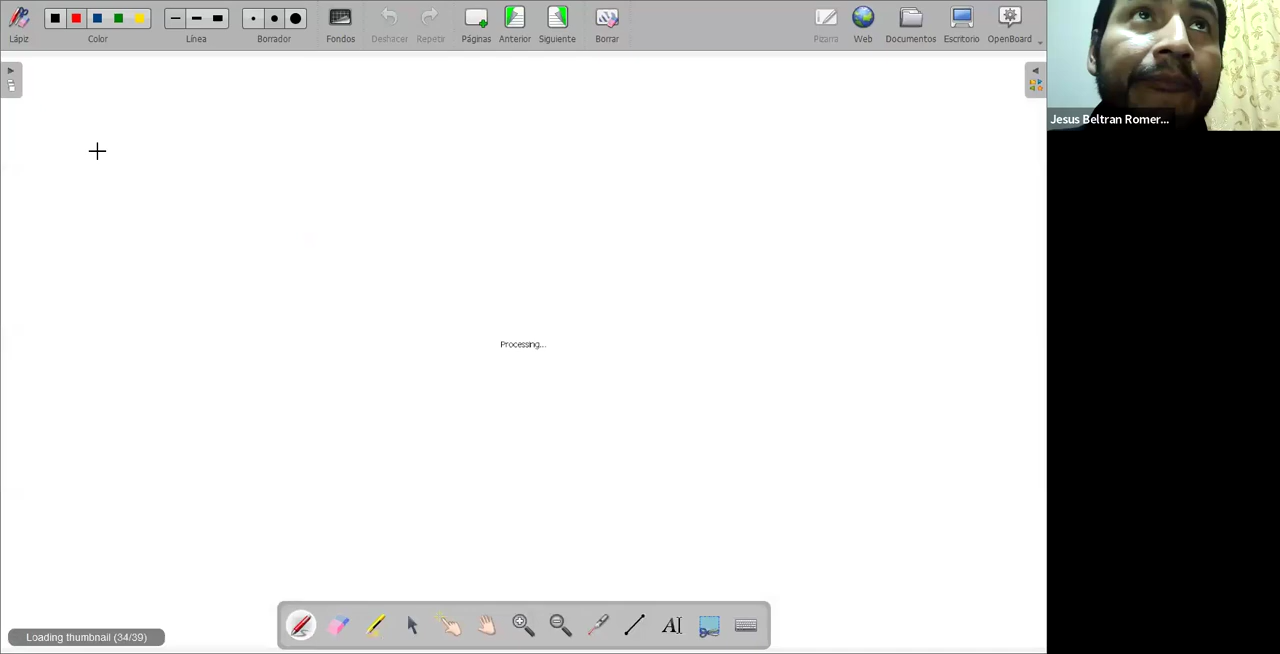 Lápiz Color Línea Borrador Fondos Deshacer Repetir Páginas Anterior Siguiente Borrar Pizarra Web Documentos Escritorio OpenBoard
Jesus Beltran Romer...
Processing...
Loading thumbnail (34/39)
AI